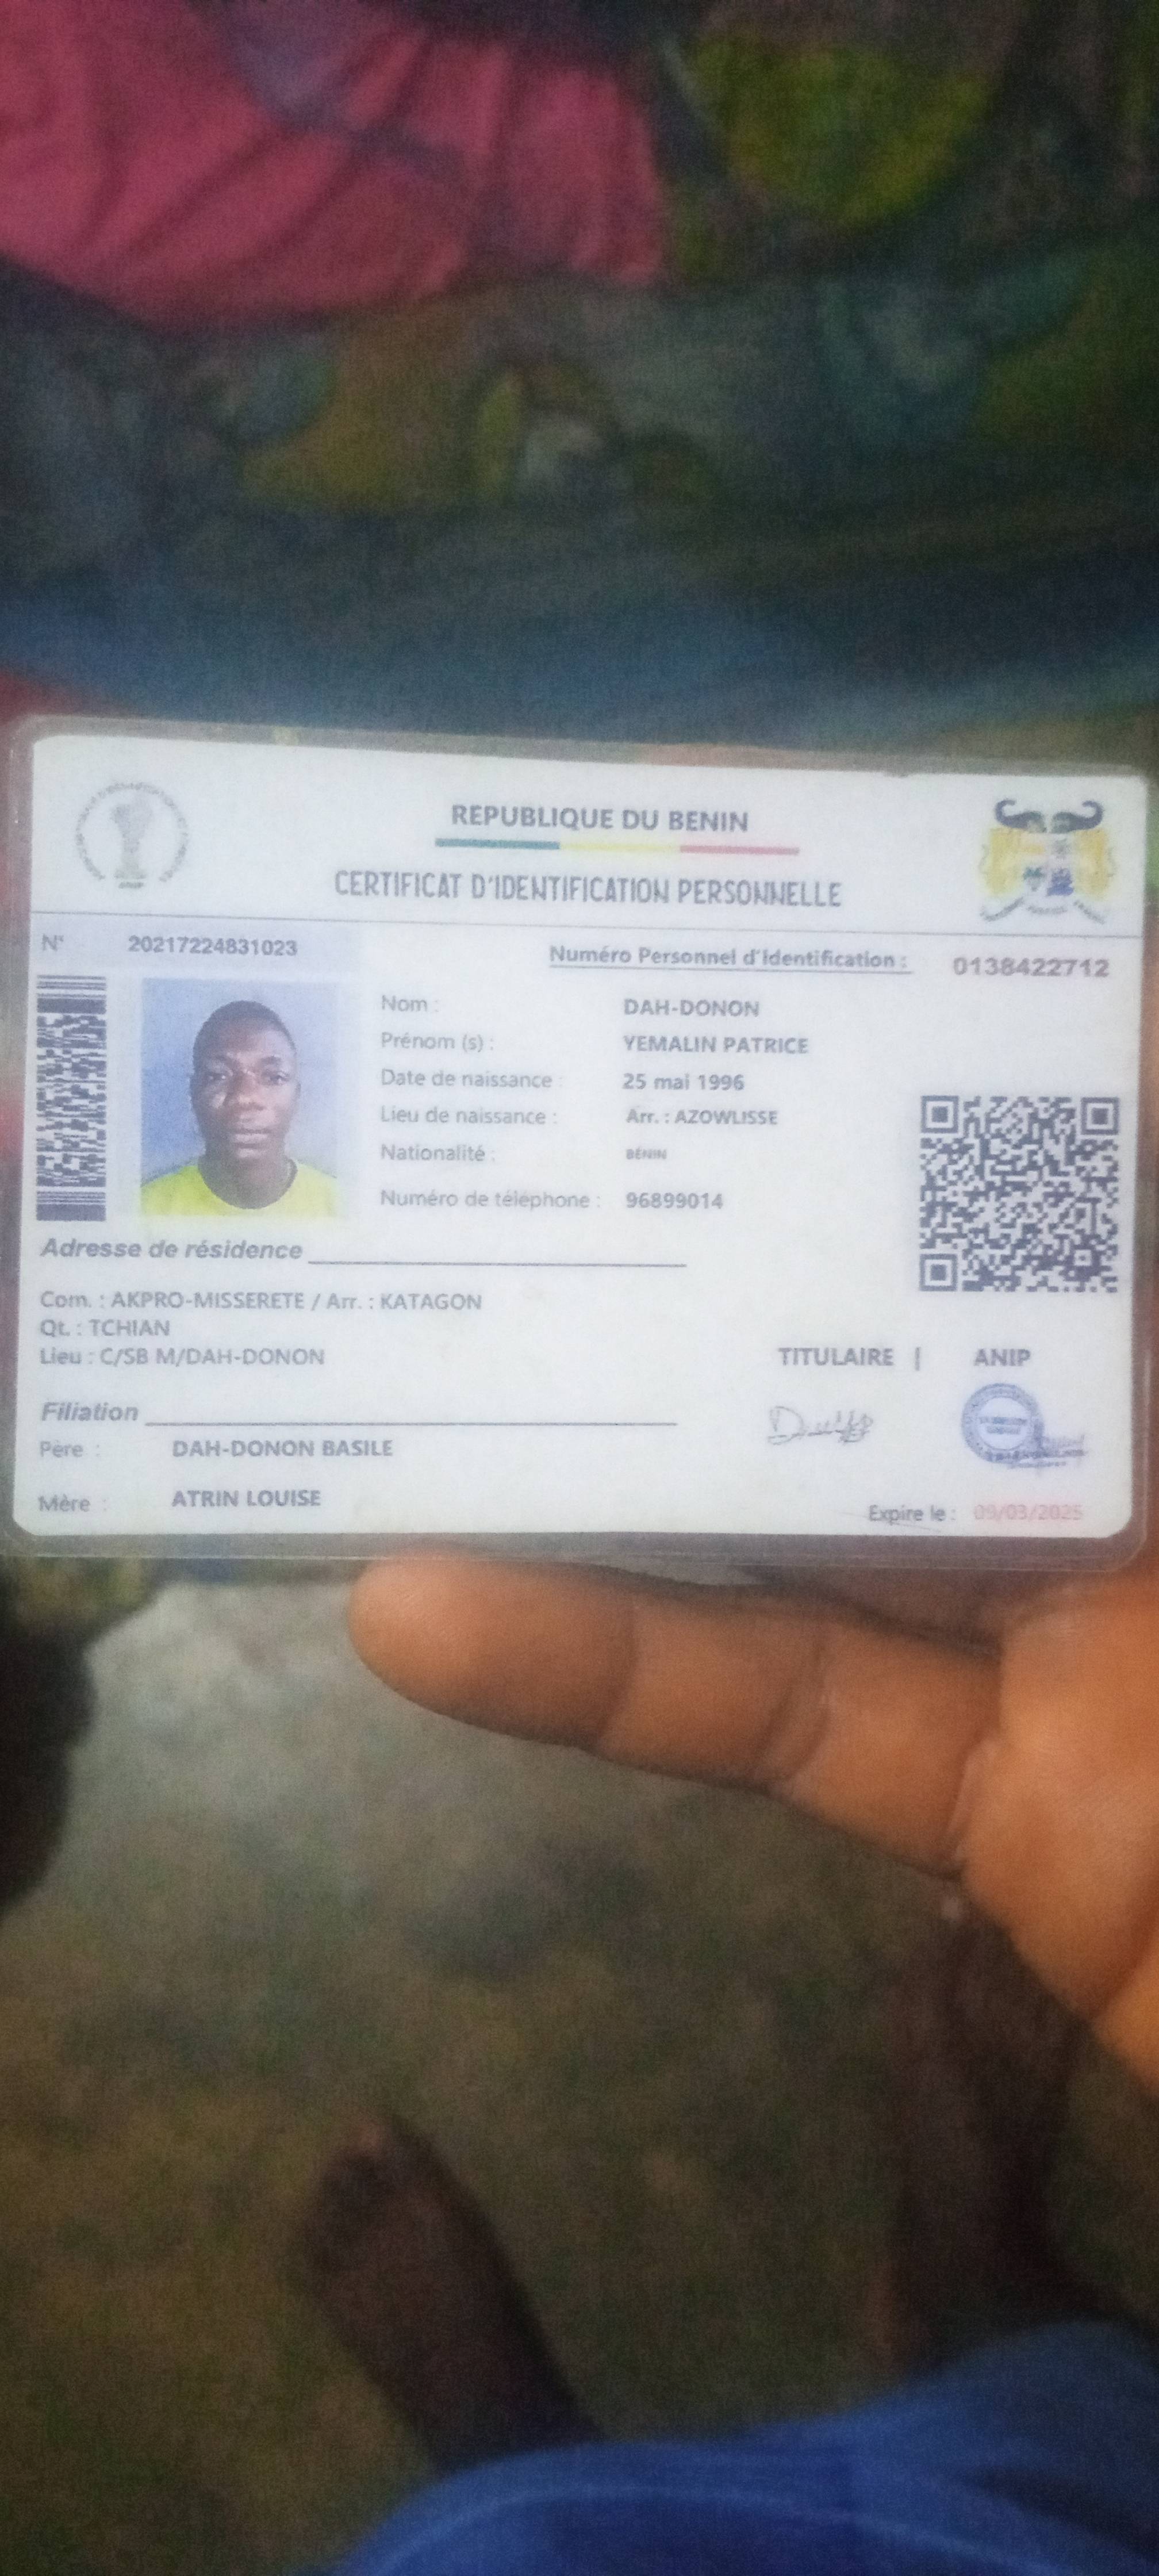 REPUBLIQUE DU BENIN
CERTIFICAT D'IDENTIFICATION PERSONNELLE
N° 20217224831023
Numéro Personnel d'Identification : 0138422712
Nom : DAH-DONON
Prénom (s) : YEMALIN PATRICE
Date de naissance : 25 mai 1996
Lieu de naissance : Arr. : AZOWLISSE
Nationalité : BÉNIN
Numéro de téléphone : 96899014
Adresse de résidence
Com. : AKPRO-MISSERETE / Arr. : KATAGON
Qt. : TCHIAN
Lieu : C/SB M/DAH-DONON
TITULAIRE | ANIP
Filiation
Père : DAH-DONON BASILE
Mère : ATRIN LOUISE
Expire le : 09/03/2025